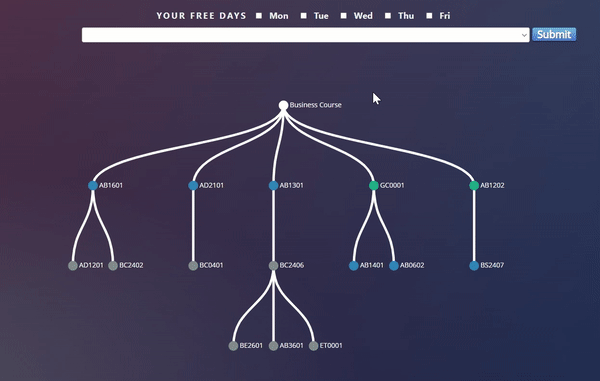 YOUR FREE DAYS Mon Tue Wed Thu Fri
Submit
Business Course
AB1601 AD2101 AB1301 GC0001 AB1202
AD1201 BC2402 BC0401 BC2406 AB1401 AB0602 BS2407
BE2601 AB3601 ET0001